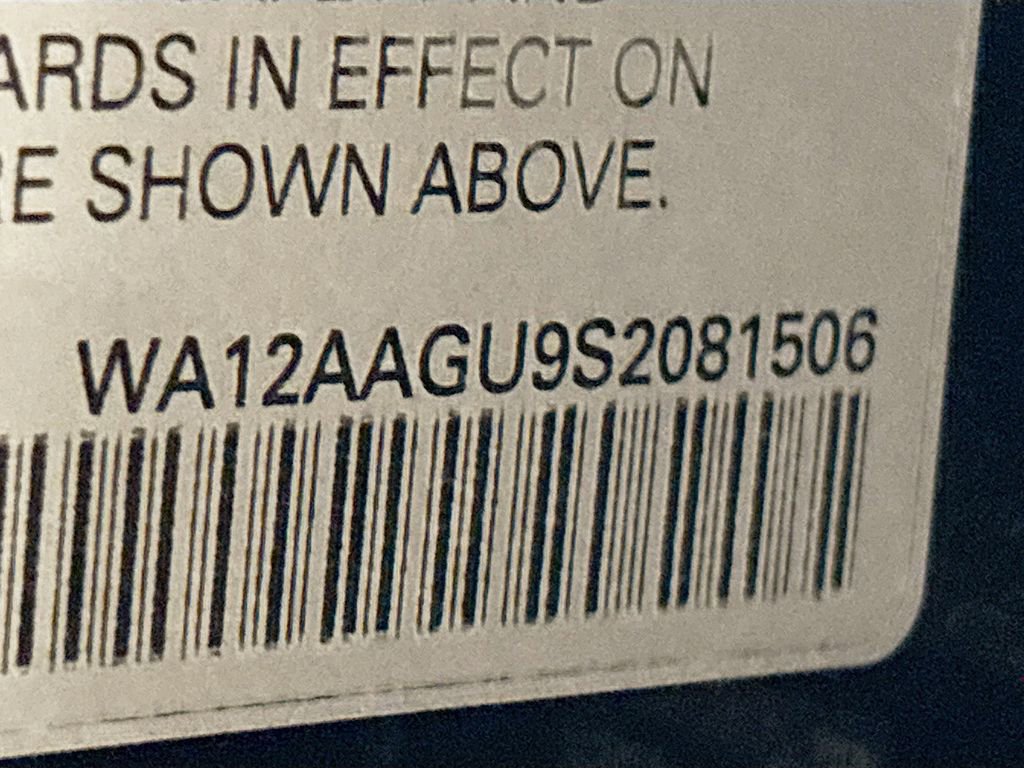 ARDS IN EFFECT ON
RE SHOWN ABOVE.
WA12AAGU9S2081506